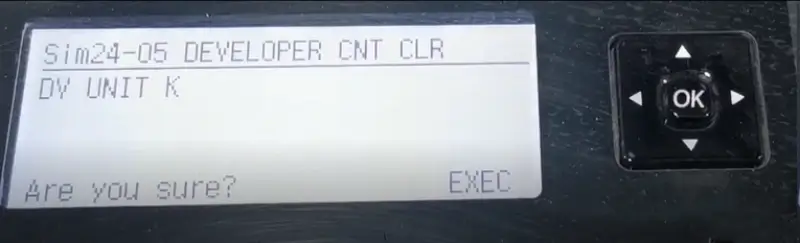 Sim24-05 DEVELOPER CNT CLR
DV UNIT K
Are you sure? EXEC
OK